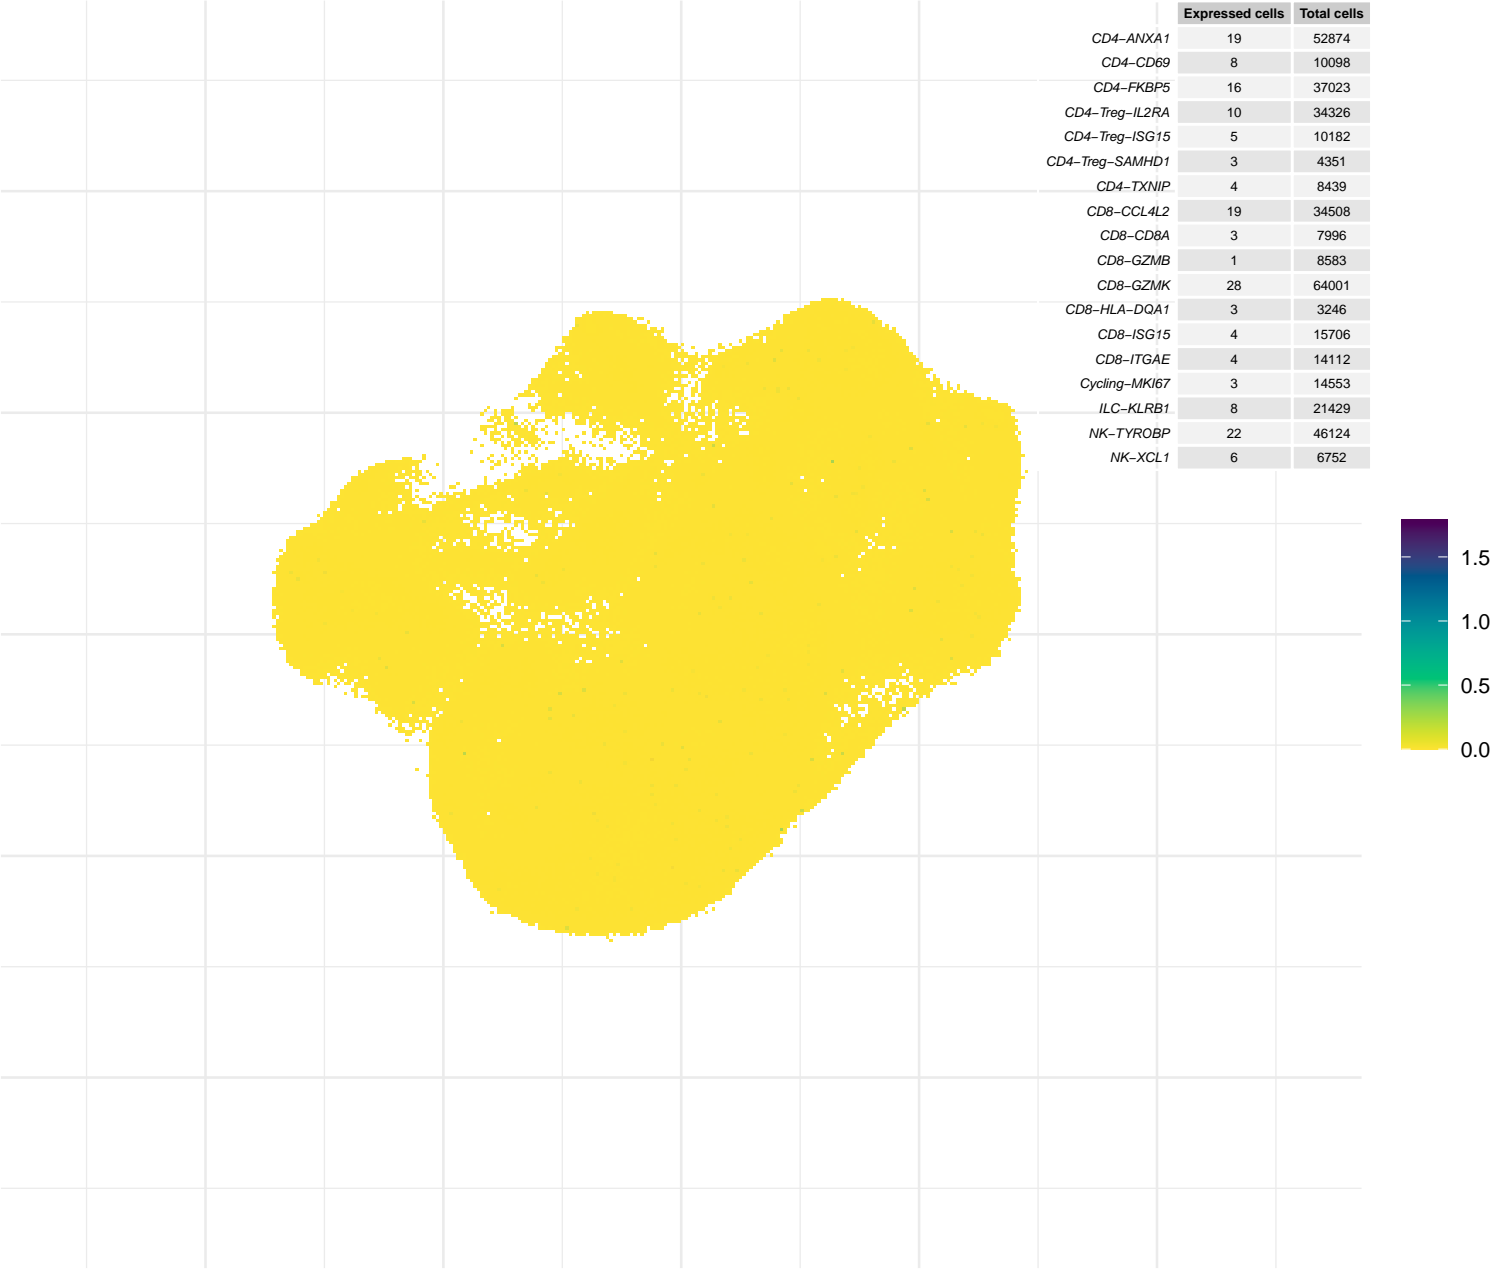 Expressed cells Total cells
CD4−ANXA1 19 52874
CD4−CD69 8 10098
CD4−FKBP5 16 37023
CD4−Treg−IL2RA 10 34326
CD4−Treg−ISG15 5 10182
CD4−Treg−SAMHD1 3 4351
CD4−TXNIP 4 8439
CD8−CCL4L2 19 34508
CD8−CD8A 3 7996
CD8−GZMB 1 8583
CD8−GZMK 28 64001
CD8−HLA−DQA1 3 3246
CD8−ISG15 4 15706
CD8−ITGAE 4 14112
Cycling−MKI67 3 14553
ILC−KLRB1 8 21429
NK−TYROBP 22 46124
NK−XCL1 6 6752
1.5
1.0
0.5
0.0